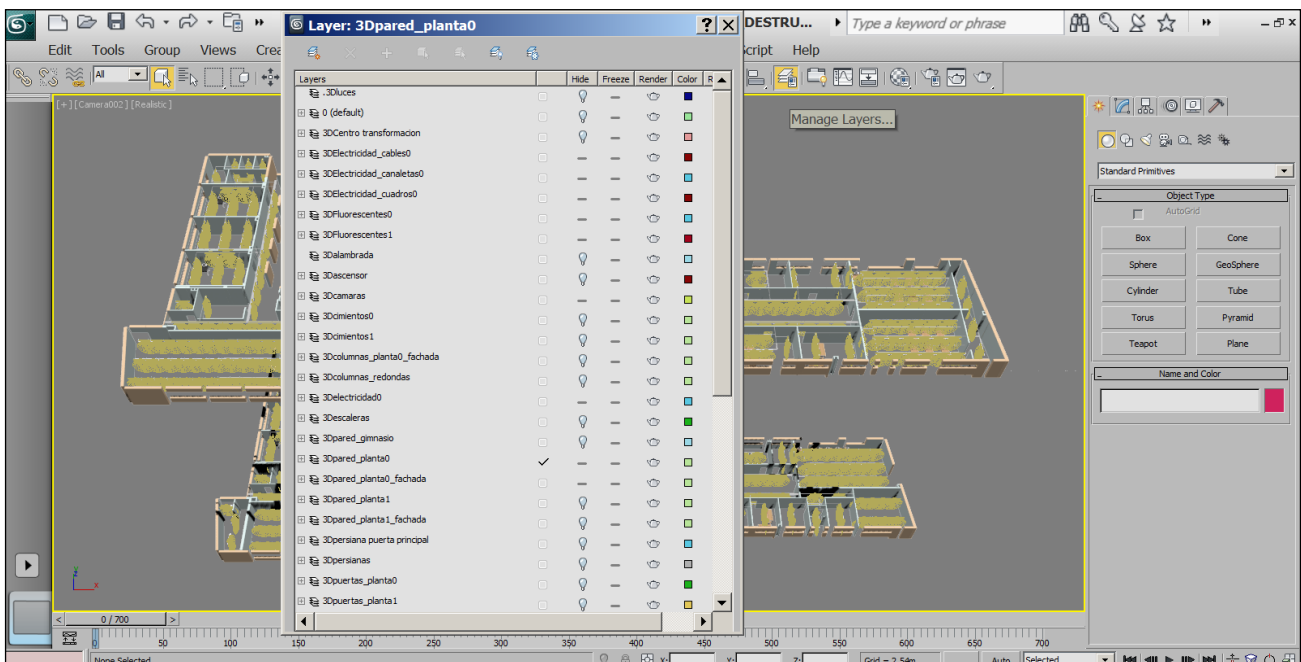 Layer: 3Dpared_planta0
DESTRU...
Type a keyword or phrase
Edit Tools Group Views Crea
cript Help
All
Layers Hide Freeze Render Color R
.3Dluces
0 (default)
3DCentro transformacion
3DElectricidad_cables0
3DElectricidad_canaletas0
3DElectricidad_cuadros0
3DFluorescentes0
3DFluorescentes1
3Dalambrada
3Dascensor
3Dcamaras
3Dcimientos0
3Dcimientos1
3Dcolumnas_planta0_fachada
3Dcolumnas_redondas
3Delectricidad0
3Descaleras
3Dpared_gimnasio
3Dpared_planta0
3Dpared_planta0_fachada
3Dpared_planta1
3Dpared_planta1_fachada
3Dpersiana puerta principal
3Dpersianas
3Dpuertas_planta0
3Dpuertas_planta1
[+][Camera002][Realistic]
Manage Layers...
Standard Primitives
Object Type
AutoGrid
Box Cone
Sphere GeoSphere
Cylinder Tube
Torus Pyramid
Teapot Plane
Name and Color
z
x
0 / 700
0 50 100 150 200 250 300 350 400 450 500 550 600 650 700
None Selected X: Y: Z: Grid = 2,54m Auto Selected